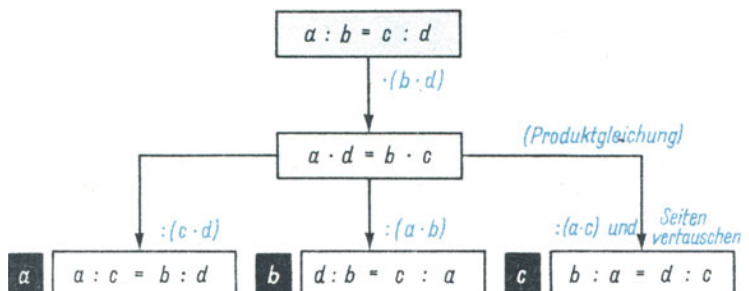 a : b = c : d
·(b·d)
(Produktgleichung)
a · d = b · c
:(c·d)
:(a·b)
:(a·c) und Seiten vertauschen
a a : c = b : d
b d : b = c : a
c b : a = d : c